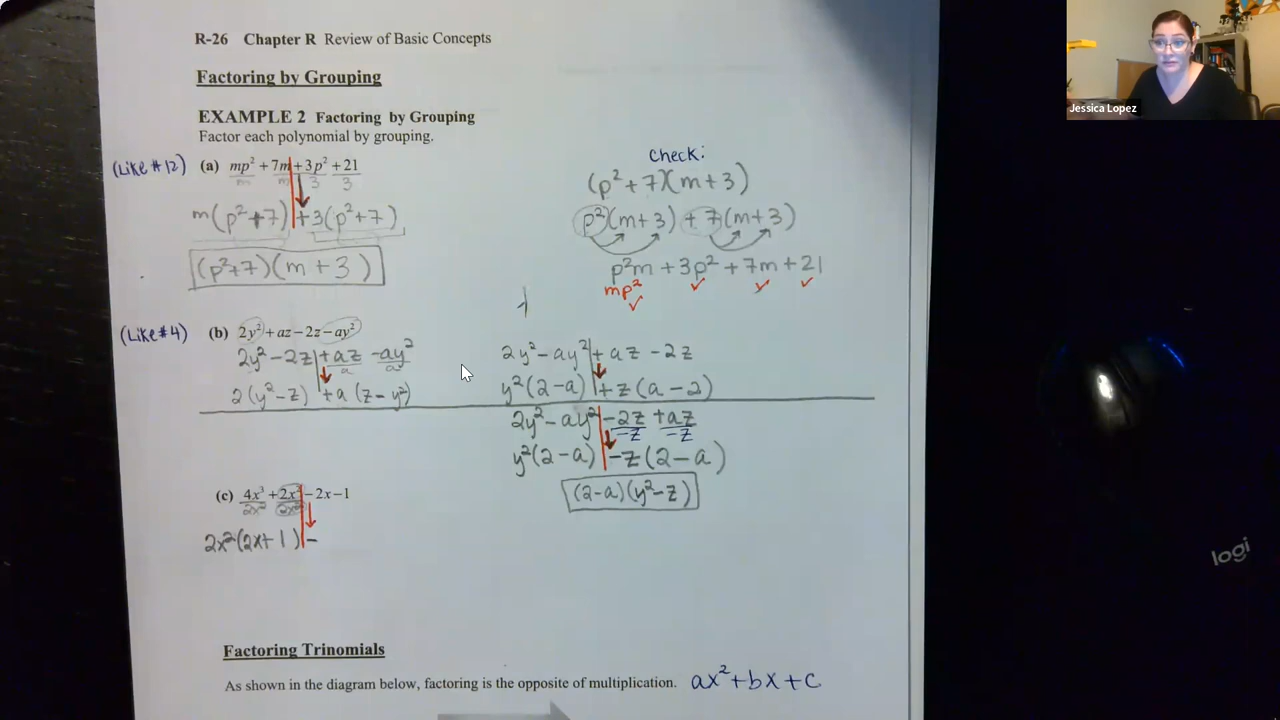 R-26 Chapter R Review of Basic Concepts
Jessica Lopez
Factoring by Grouping
EXAMPLE 2 Factoring by Grouping
Factor each polynomial by grouping.
(Like #12) (a) mp² + 7m + 3p² + 21
m m 3 3
m(p² + 7) + 3(p² + 7)
(p²+7)(m + 3)
check:
(p² + 7)(m + 3)
p²(m + 3) + 7(m + 3)
p²m + 3p² + 7m + 21
mp²
(Like #4) (b) 2y² + az – 2z – ay²
2y² – 2z + az – ay²
a a
2(y² – z) + a (z – y²)
2y² – ay² + az – 2z
y²(2 – a) + z(a – 2)
2y² – ay² – 2z + az
–z –z
y²(2 – a) – z(2 – a)
(2–a)(y²–z)
(c) 4x³ + 2x² – 2x – 1
2x² 2x²
2x²(2x + 1) –
logi
Factoring Trinomials
As shown in the diagram below, factoring is the opposite of multiplication. ax² + bx + c